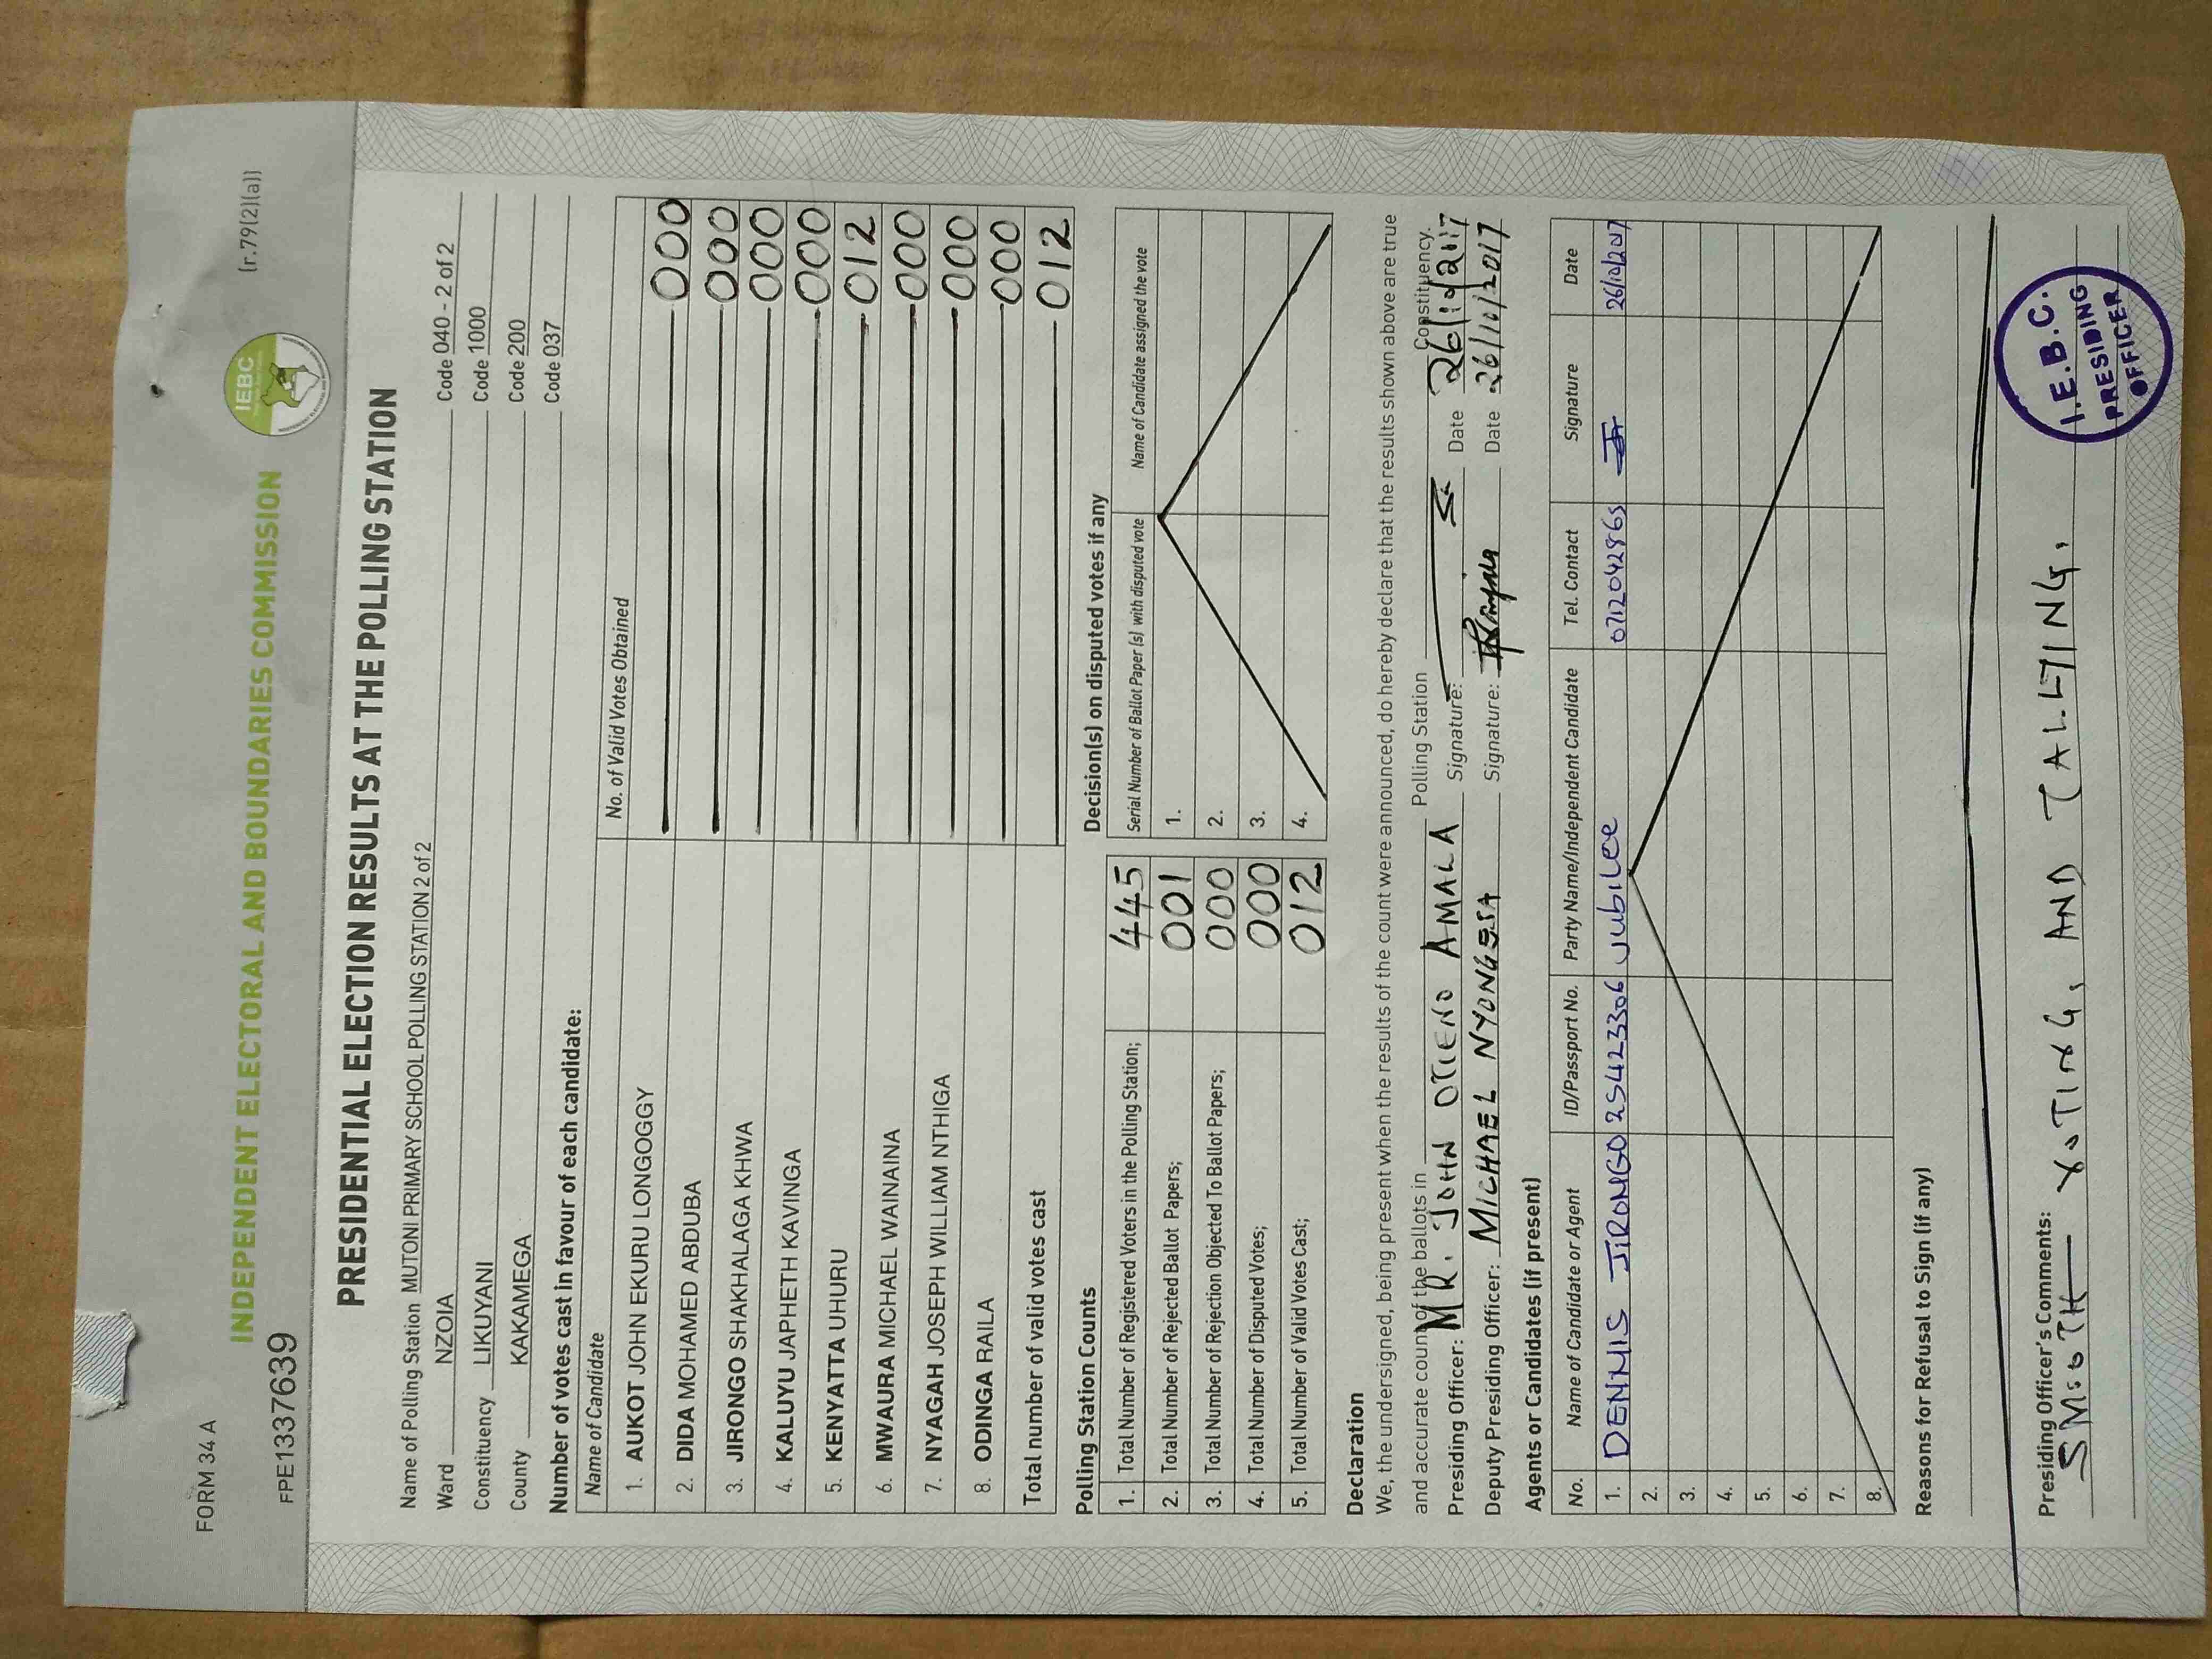 FORM 34 A
(r.79(2)(a))
INDEPENDENT ELECTORAL AND BOUNDARIES COMMISSION
IEBC
FPE1337639
PRESIDENTIAL ELECTION RESULTS AT THE POLLING STATION
Name of Polling Station MUTONI PRIMARY SCHOOL POLLING STATION 2 of 2 Code 040 - 2 of 2
Ward NZOIA Code 1000
Constituency LIKUYANI Code 200
County KAKAMEGA Code 037
Number of votes cast in favour of each candidate:
Name of Candidate No. of Valid Votes Obtained
1. AUKOT JOHN EKURU LONGOGGY 000
2. DIDA MOHAMED ABDUBA 000
3. JIRONGO SHAKHALAGA KHWA 000
4. KALUYU JAPHETH KAVINGA 000
5. KENYATTA UHURU 012
6. MWAURA MICHAEL WAINAINA 000
7. NYAGAH JOSEPH WILLIAM NTHIGA 000
8. ODINGA RAILA 000
Total number of valid votes cast 012
Polling Station Counts
1. Total Number of Registered Voters in the Polling Station; 445
2. Total Number of Rejected Ballot Papers; 001
3. Total Number of Rejection Objected To Ballot Papers; 000
4. Total Number of Disputed Votes; 000
5. Total Number of Valid Votes Cast; 012
Decision(s) on disputed votes if any
Serial Number of Ballot Paper (s) with disputed vote Name of Candidate assigned the vote
1.
2.
3.
4.
Declaration
We, the undersigned, being present when the results of the count were announced, do hereby declare that the results shown above are true
and accurate count of the ballots in Polling Station Constituency.
Presiding Officer: MR. JOHN OTIENO AMALA Signature: Date 26/10/2017
Deputy Presiding Officer: MICHAEL NYONGESA Signature: Date 26/10/2017
Agents or Candidates (if present)
No. Name of Candidate or Agent ID/Passport No. Party Name/Independent Candidate Tel. Contact Signature Date
1. DENNIS JIRONGO 25423306 JUBILEE 0712042865 26/10/2017
2.
3.
4.
5.
6.
7.
8.
Reasons for Refusal to Sign (if any)
Presiding Officer's Comments:
SMOOTH VOTING, AND TALLYING.
I.E.B.C.
PRESIDING
OFFICER